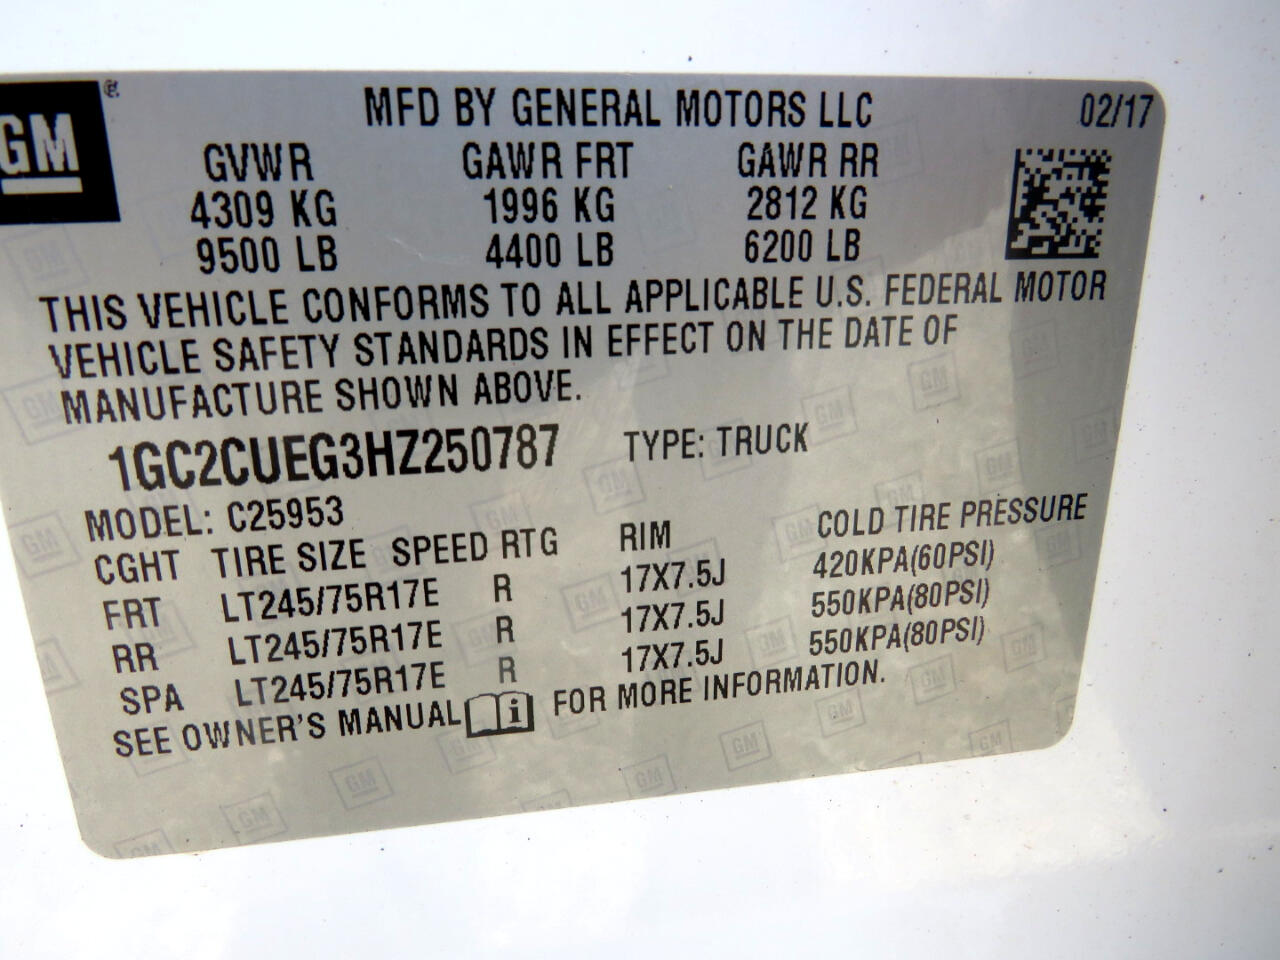 GM
MFD BY GENERAL MOTORS LLC 02/17
GVWR GAWR FRT GAWR RR
4309 KG 1996 KG 2812 KG
9500 LB 4400 LB 6200 LB
THIS VEHICLE CONFORMS TO ALL APPLICABLE U.S. FEDERAL MOTOR
VEHICLE SAFETY STANDARDS IN EFFECT ON THE DATE OF
MANUFACTURE SHOWN ABOVE.
1GC2CUEG3HZ250787 TYPE: TRUCK
MODEL: C25953
CGHT TIRE SIZE SPEED RTG RIM COLD TIRE PRESSURE
FRT LT245/75R17E R 17X7.5J 420KPA(60PSI)
RR LT245/75R17E R 17X7.5J 550KPA(80PSI)
SPA LT245/75R17E R 17X7.5J 550KPA(80PSI)
SEE OWNER'S MANUAL i FOR MORE INFORMATION.